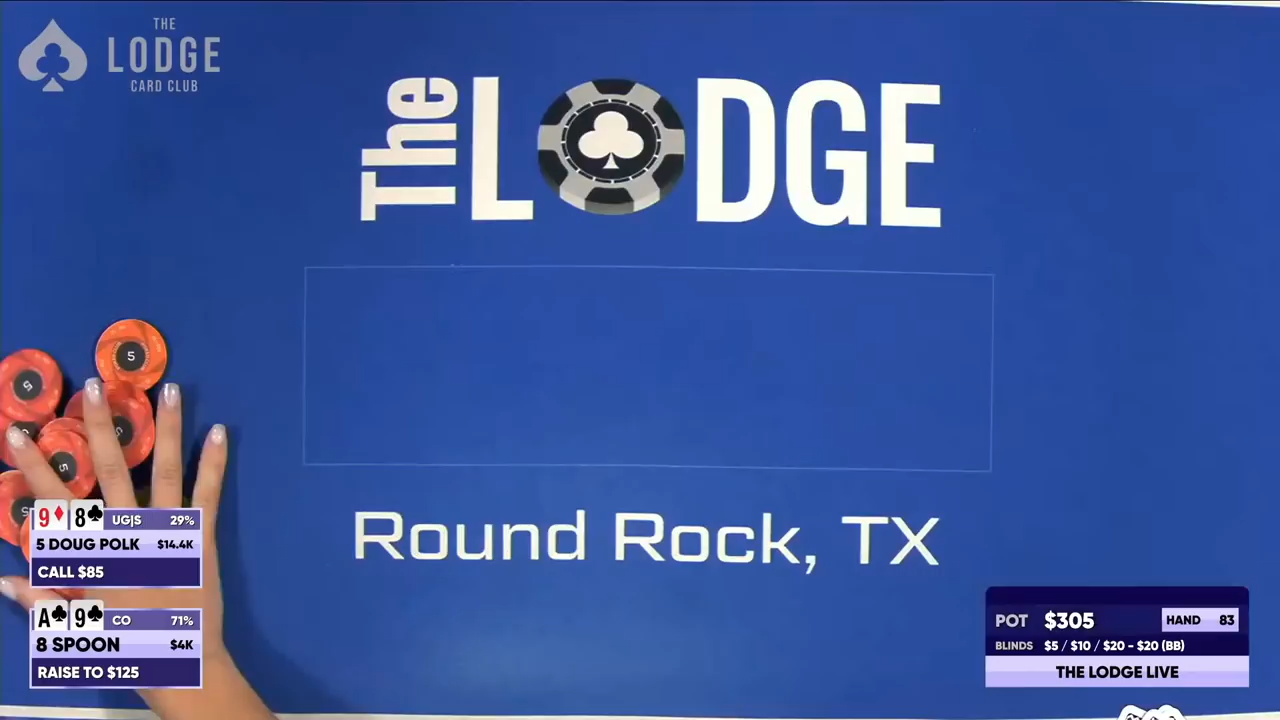 THE
LODGE
CARD CLUB
The LODGE
Round Rock, TX
5
5
5
9♦ 8♣ UG|S 29%
5 DOUG POLK $14.4K
CALL $85
A♣ 9♣ CO 71%
8 SPOON $4K
RAISE TO $125
POT $305 HAND 83
BLINDS $5 / $10 / $20 - $20 (BB)
THE LODGE LIVE